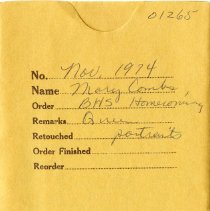 01265
No. Nov. 1974
Name Mary Combs
Order BHS Homecoming
Remarks Queen
Retouched portraits
Order Finished
Reorder